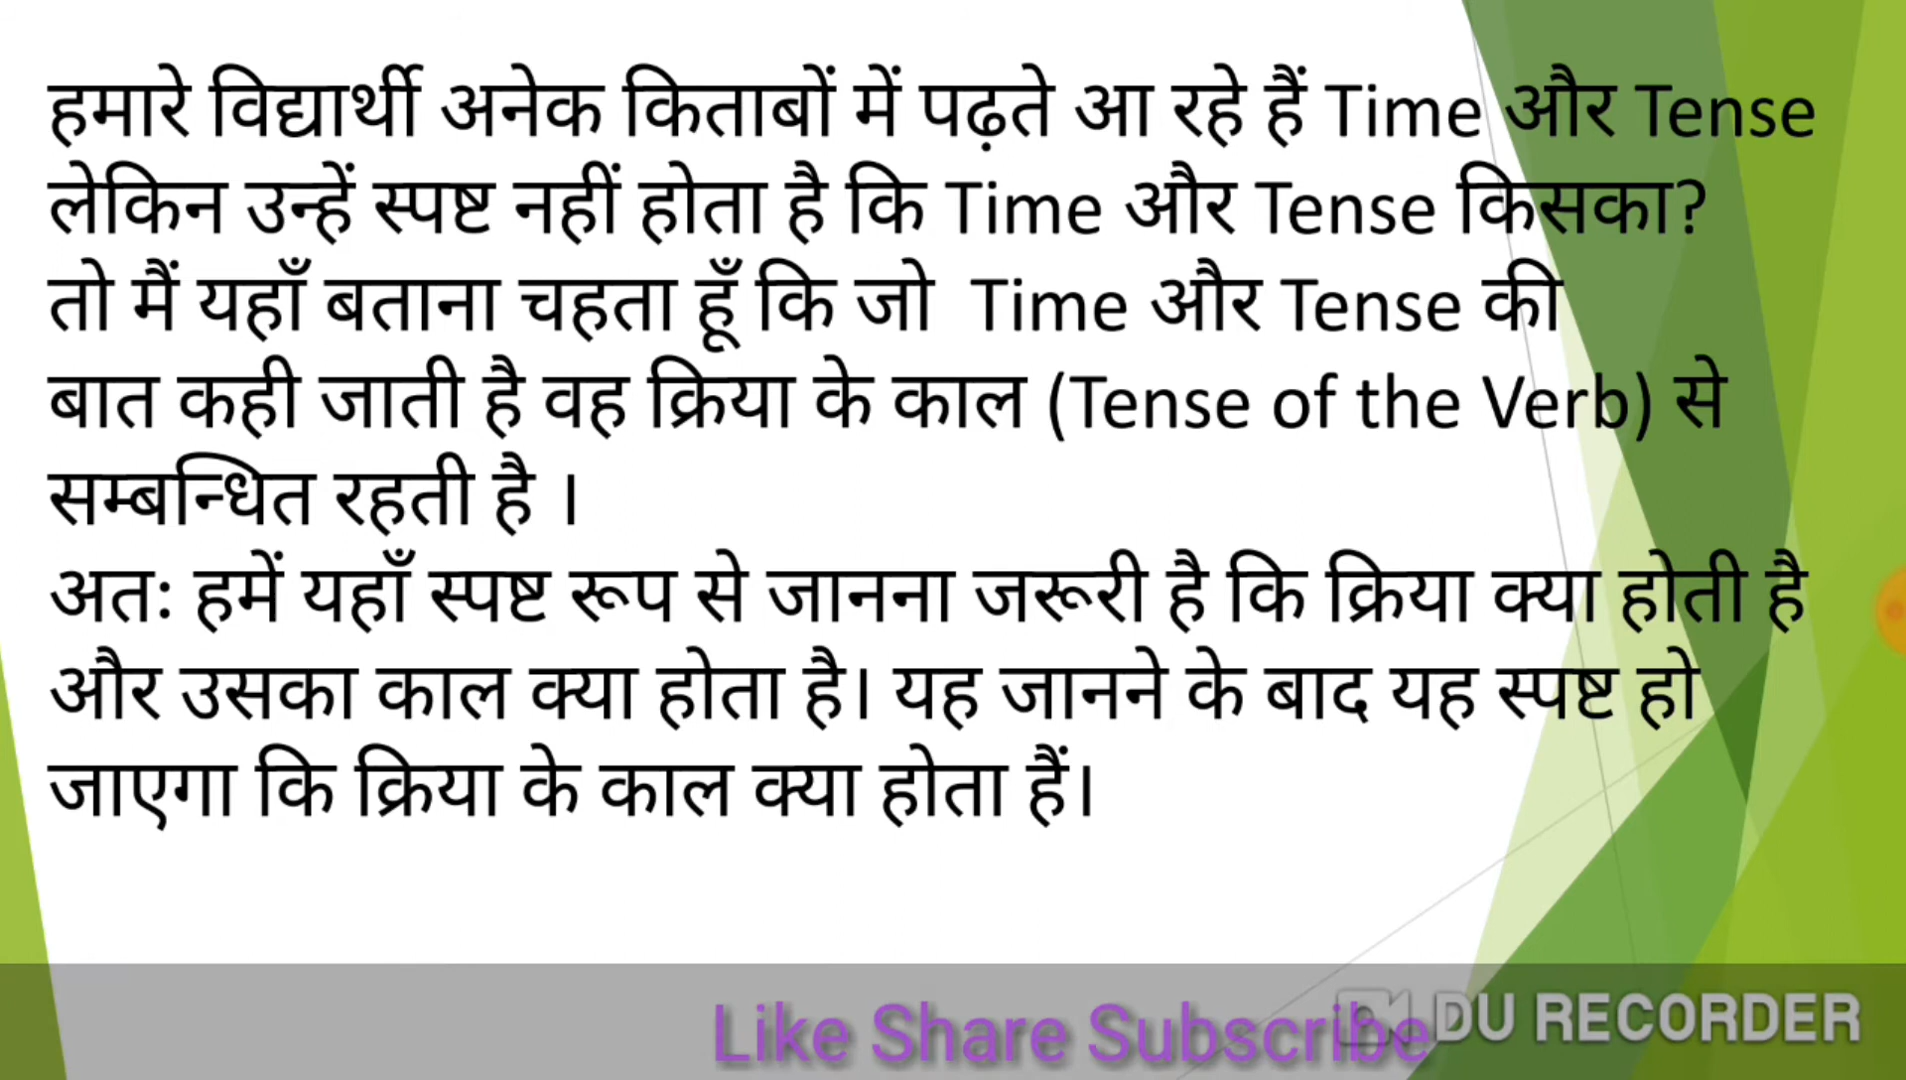 हमारे विद्यार्थी अनेक किताबों में पढ़ते आ रहे हैं Time और Tense
लेकिन उन्हें स्पष्ट नहीं होता है कि Time और Tense किसका?
तो मैं यहाँ बताना चहता हूँ कि जो Time और Tense की
बात कही जाती है वह क्रिया के काल (Tense of the Verb) से
सम्बन्धित रहती है ।
अतः हमें यहाँ स्पष्ट रूप से जानना जरूरी है कि क्रिया क्या होती है
और उसका काल क्या होता है। यह जानने के बाद यह स्पष्ट हो
जाएगा कि क्रिया के काल क्या होता हैं।
Like Share Subscribe
DU RECORDER